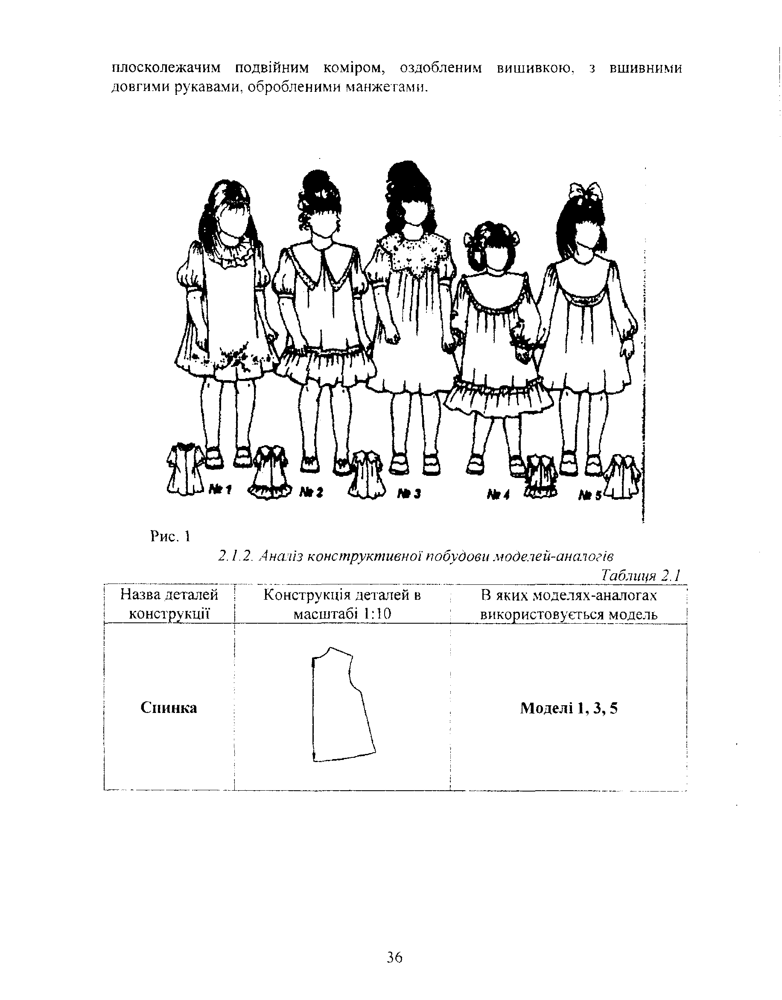 плосколежачим подвійним коміром, оздобленим вишивкою, з вшивними
довгими рукавами, обробленими манжетами.
№ 1
№ 2
№ 3
№ 4
№ 5
Рис. 1
2.1.2. Аналіз конструктивної побудови моделей-аналогів
Таблиця 2.1
Назва деталей
конструкції
Конструкція деталей в
масштабі 1:10
В яких моделях-аналогах
використовується модель
Спинка
Моделі 1, 3, 5
36